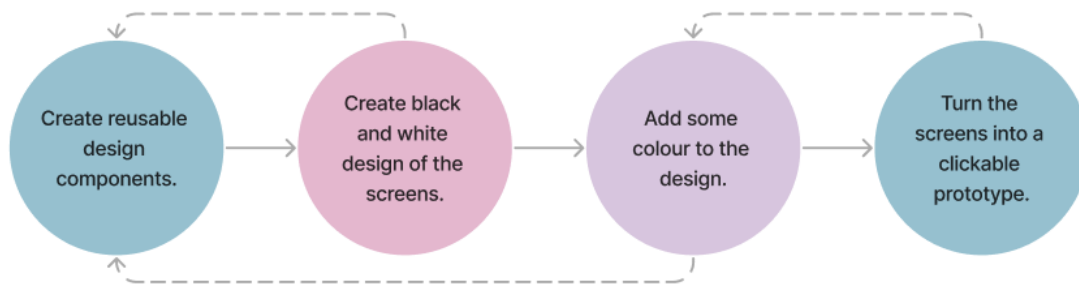 Create reusable
design
components.
Create black
and white
design of the
screens.
Add some
colour to the
design.
Turn the
screens into a
clickable
prototype.